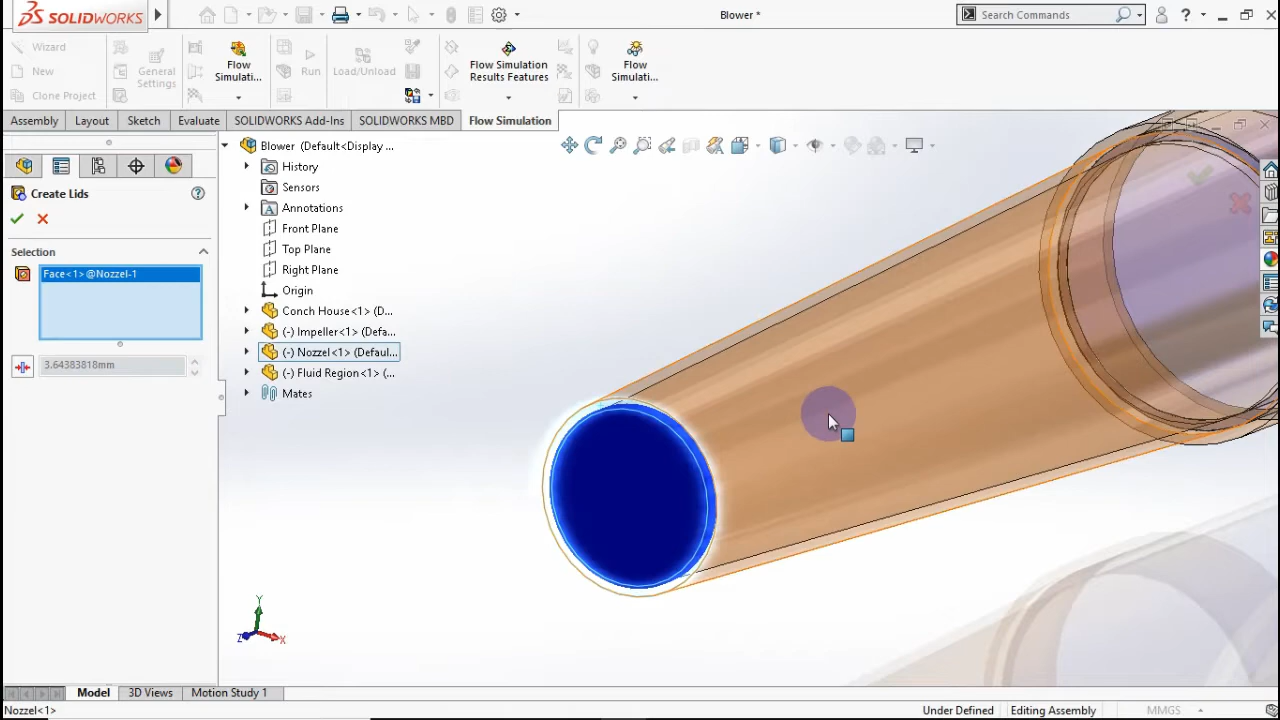 SOLIDWORKS
Blower *
Search Commands
?
Wizard
New
Clone Project
General
Settings
Flow
Simulati...
Run
Load/Unload
Flow Simulation
Results Features
Flow
Simulati...
Assembly
Layout
Sketch
Evaluate
SOLIDWORKS Add-Ins
SOLIDWORKS MBD
Flow Simulation
Create Lids
?
Selection
Face<1>@Nozzel-1
3.64383818mm
Blower (Default<Display ...
History
Sensors
Annotations
Front Plane
Top Plane
Right Plane
Origin
Conch House<1> (D...
(-) Impeller<1> (Defa...
(-) Nozzel<1> (Defaul...
(-) Fluid Region<1> (...
Mates
Y
Z
X
Model
3D Views
Motion Study 1
Nozzel<1>
Under Defined
Editing Assembly
MMGS